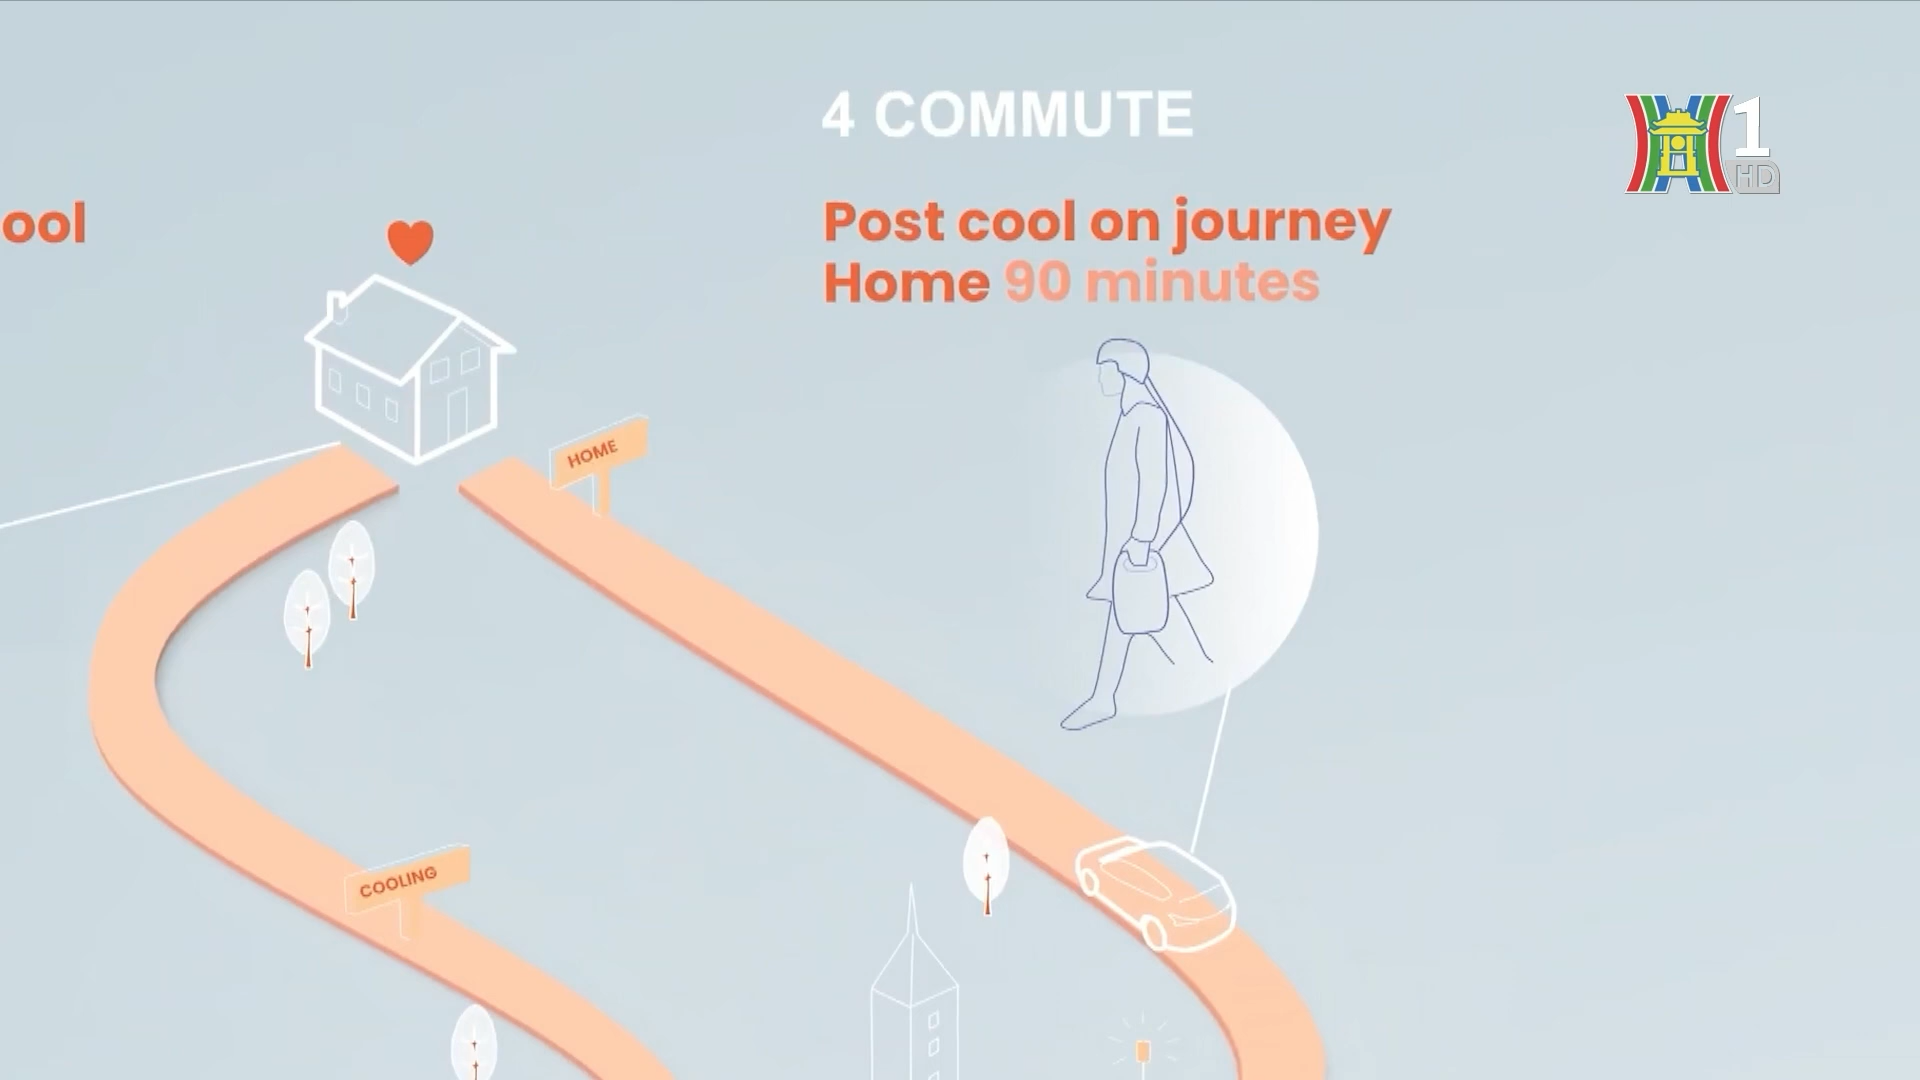 4 COMMUTE
1
HD
ool
Post cool on journey
Home 90 minutes
HOME
COOLING